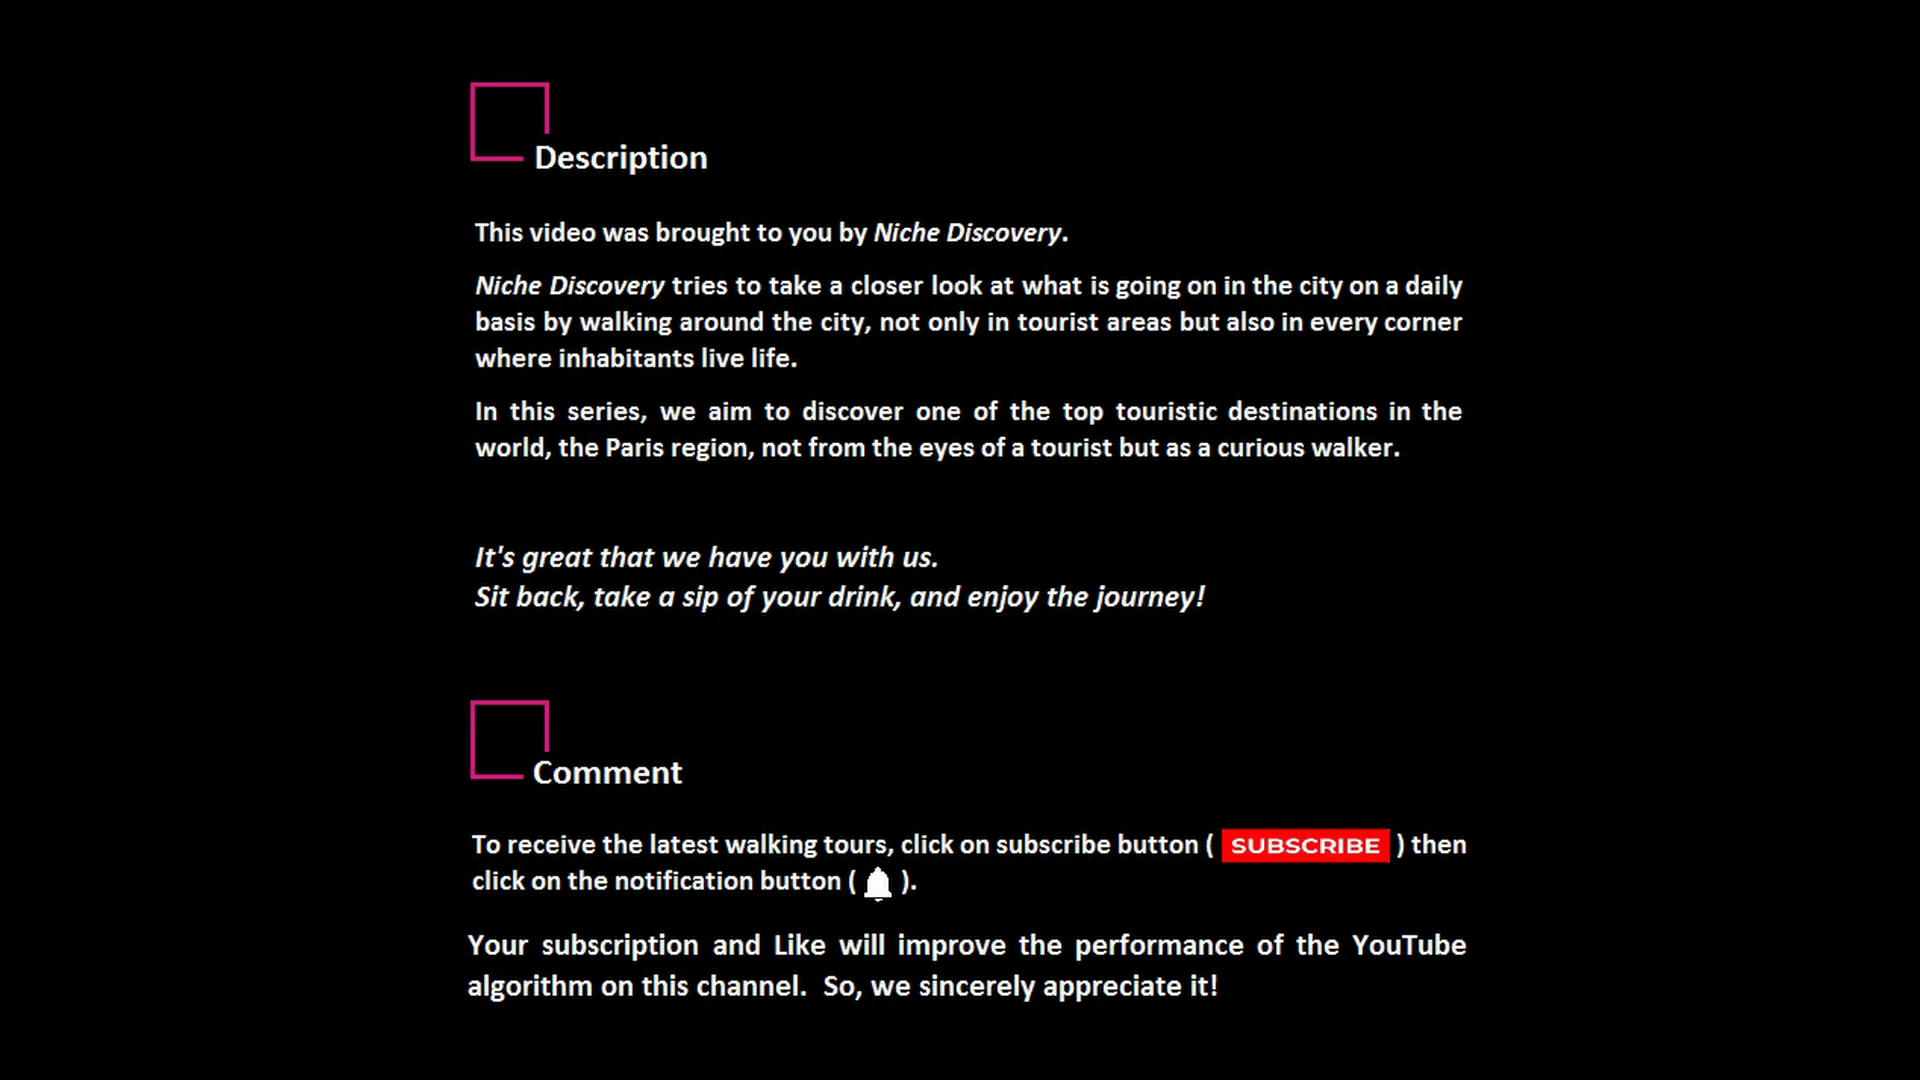 Description
This video was brought to you by Niche Discovery.
Niche Discovery tries to take a closer look at what is going on in the city on a daily
basis by walking around the city, not only in tourist areas but also in every corner
where inhabitants live life.
In this series, we aim to discover one of the top touristic destinations in the
world, the Paris region, not from the eyes of a tourist but as a curious walker.
It's great that we have you with us.
Sit back, take a sip of your drink, and enjoy the journey!
Comment
To receive the latest walking tours, click on subscribe button ( SUBSCRIBE ) then
click on the notification button ( ).
Your subscription and Like will improve the performance of the YouTube
algorithm on this channel. So, we sincerely appreciate it!